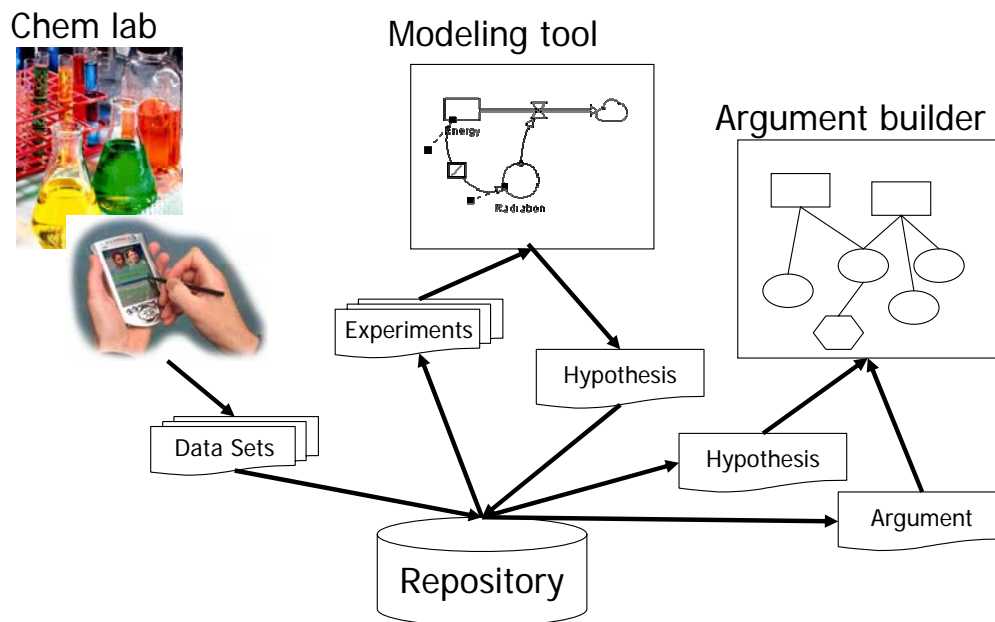 Chem lab
Modeling tool
Argument builder
Energy
Radiation
Experiments
Hypothesis
Data Sets
Hypothesis
Argument
Repository